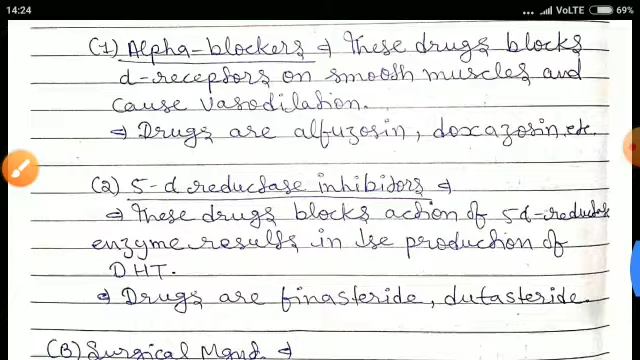 14:24 ... VoLTE 69%
(1) Alpha-blockers → These drugs blocks
α-receptors on smooth muscles and
cause vasodilation.
→ Drugs are alfuzosin, doxazosin, etc.
(2) 5-α reductase inhibitors →
→ These drugs blocks action of 5α-reductase
enzyme results in ↓se production of
DHT.
→ Drugs are finasteride, dutasteride.
(B) Surgical Mgmt. →